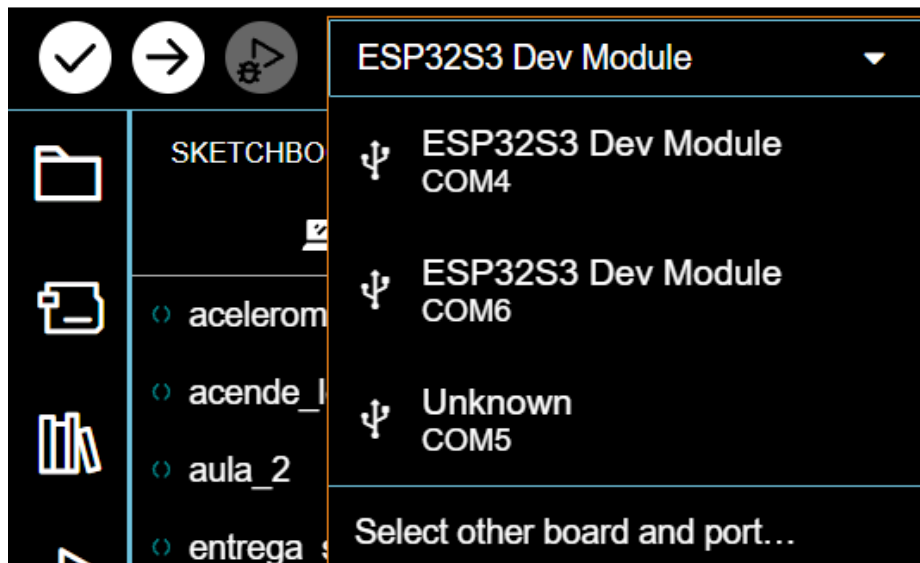 ESP32S3 Dev Module
SKETCHBO
ESP32S3 Dev Module
COM4
ESP32S3 Dev Module
COM6
acelerom
Unknown
COM5
acende_l
aula_2
Select other board and port...
entrega_s